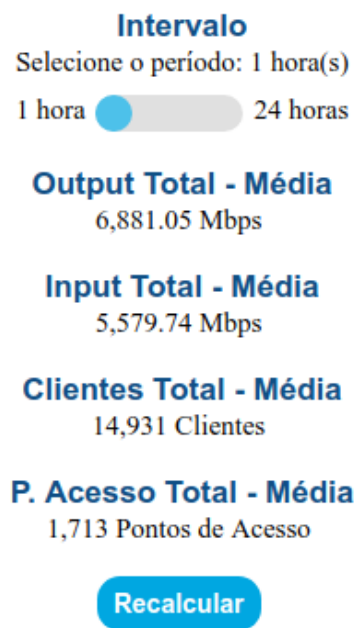 Intervalo
Selecione o período: 1 hora(s)
1 hora 24 horas
Output Total - Média
6,881.05 Mbps
Input Total - Média
5,579.74 Mbps
Clientes Total - Média
14,931 Clientes
P. Acesso Total - Média
1,713 Pontos de Acesso
Recalcular